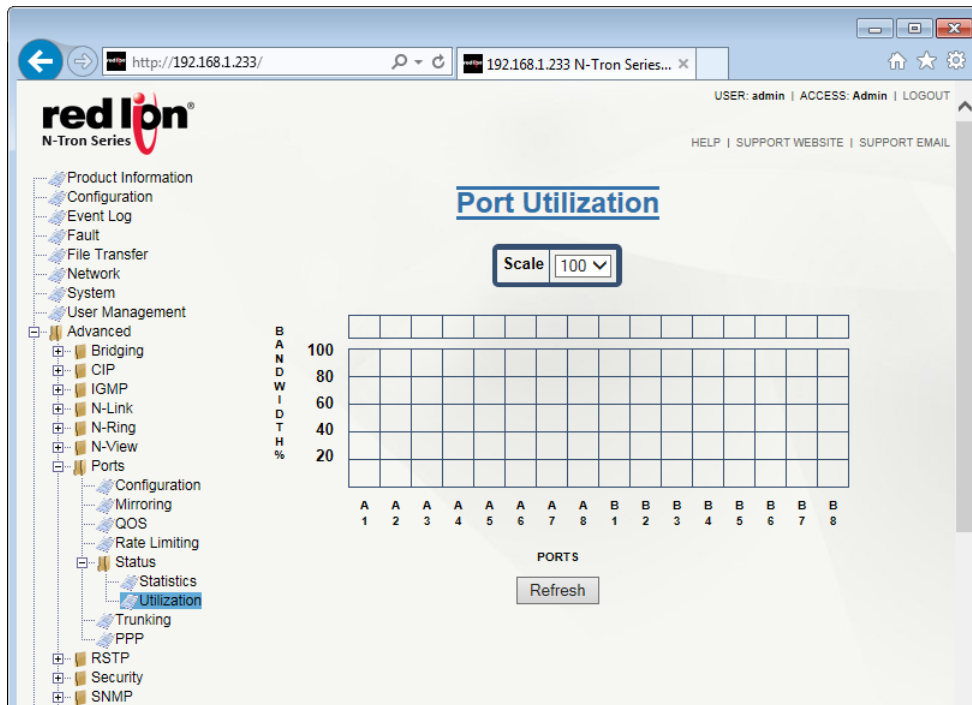 http://192.168.1.233/
192.168.1.233 N-Tron Series...
USER: admin | ACCESS: Admin | LOGOUT
red lion®
N-Tron Series
HELP | SUPPORT WEBSITE | SUPPORT EMAIL
Product Information
Configuration
Event Log
Fault
File Transfer
Network
System
User Management
Advanced
Bridging
CIP
IGMP
N-Link
N-Ring
N-View
Ports
Configuration
Mirroring
QOS
Rate Limiting
Status
Statistics
Utilization
Trunking
PPP
RSTP
Security
SNMP
Port Utilization
Scale 100
BANDWIDTH %
100
80
60
40
20
A1 A2 A3 A4 A5 A6 A7 A8 B1 B2 B3 B4 B5 B6 B7 B8
PORTS
Refresh